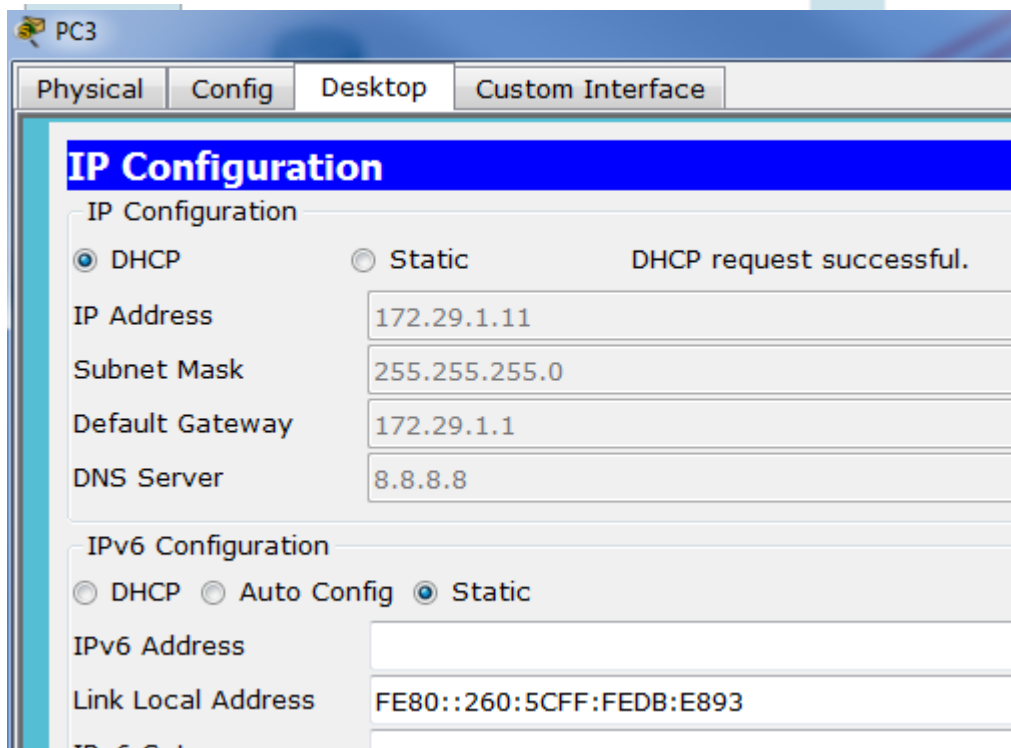 PC3
Physical Config Desktop Custom Interface
IP Configuration
IP Configuration
DHCP Static DHCP request successful.
IP Address 172.29.1.11
Subnet Mask 255.255.255.0
Default Gateway 172.29.1.1
DNS Server 8.8.8.8
IPv6 Configuration
DHCP Auto Config Static
IPv6 Address
Link Local Address FE80::260:5CFF:FEDB:E893